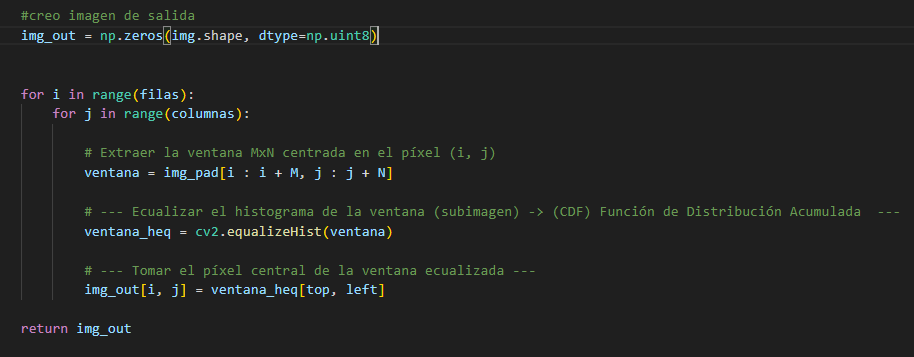 #creo imagen de salida
img_out = np.zeros(img.shape, dtype=np.uint8)
for i in range(filas):
for j in range(columnas):
# Extraer la ventana MxN centrada en el píxel (i, j)
ventana = img_pad[i : i + M, j : j + N]
# --- Ecualizar el histograma de la ventana (subimagen) -> (CDF) Función de Distribución Acumulada  ---
ventana_heq = cv2.equalizeHist(ventana)
# --- Tomar el píxel central de la ventana ecualizada ---
img_out[i, j] = ventana_heq[top, left]
return img_out